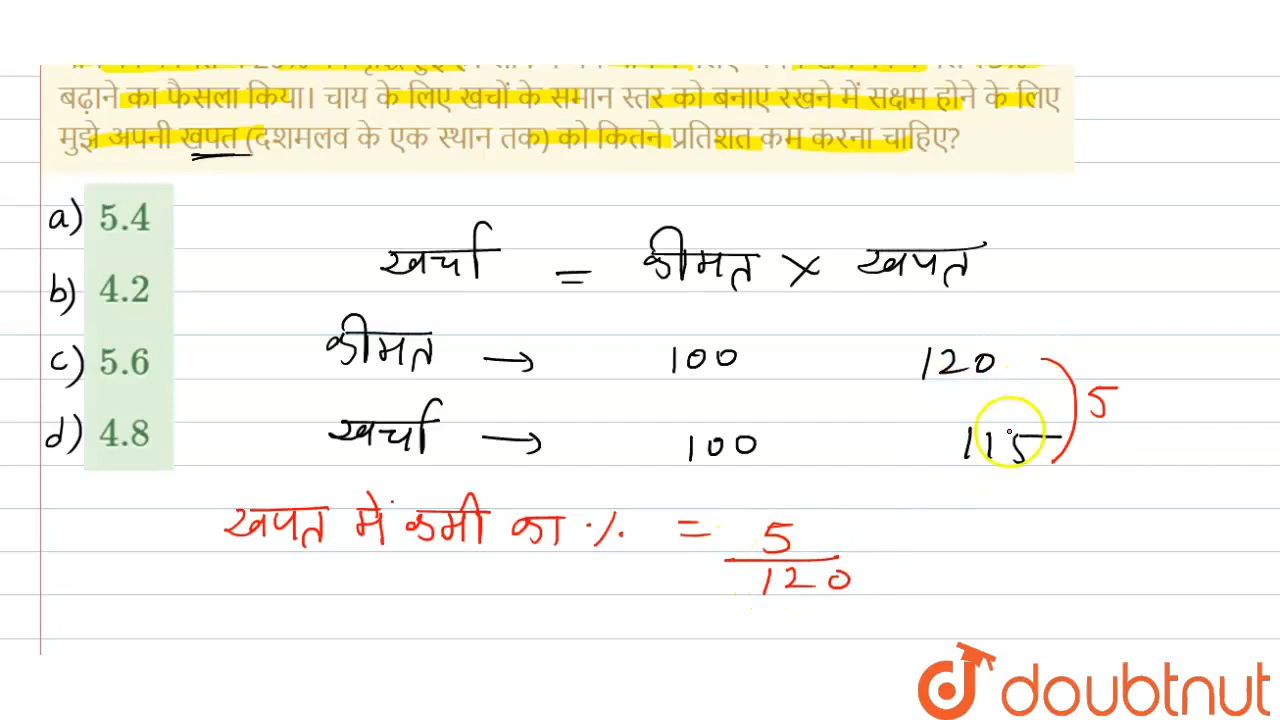 बढ़ाने का फैसला किया। चाय के लिए खर्चों के समान स्तर को बनाए रखने में सक्षम होने के लिए
मुझे अपनी खपत (दशमलव के एक स्थान तक) को कितने प्रतिशत कम करना चाहिए?
a) 5.4
b) 4.2
c) 5.6
d) 4.8
खर्चा = कीमत × खपत
कीमत → 100 120
खर्चा → 100 115
5
खपत में कमी का % = 5
120
doubtnut